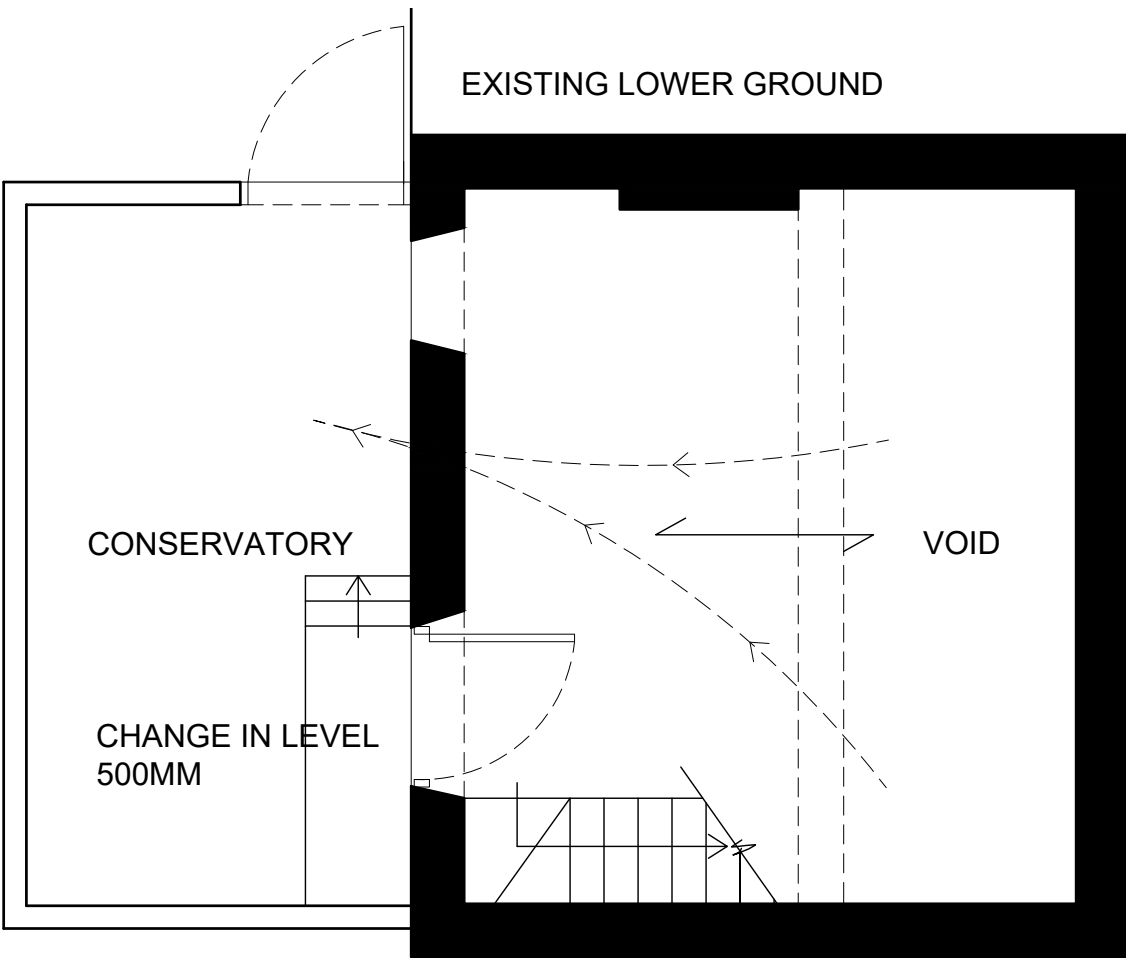 EXISTING LOWER GROUND
CONSERVATORY
VOID
CHANGE IN LEVEL
500MM